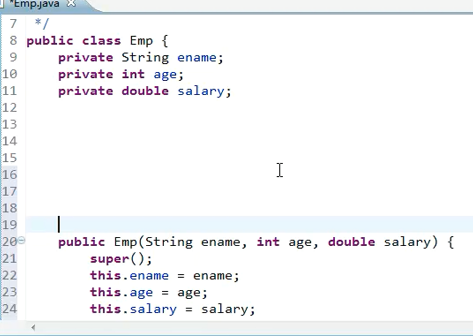 *Emp.java
7 */
8 public class Emp {
9 private String ename;
10 private int age;
11 private double salary;
12
13
14
15
16
17
18
19
20 public Emp(String ename, int age, double salary) {
21 super();
22 this.ename = ename;
23 this.age = age;
24 this.salary = salary;